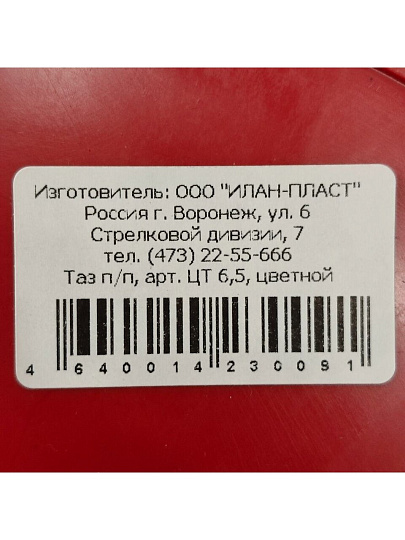 Изготовитель: ООО "ИЛАН-ПЛАСТ"
Россия г. Воронеж, ул. 6
Стрелковой дивизии, 7
тел. (473) 22-55-666
Таз п/п, арт. ЦТ 6,5, цветной
4 640014 230091